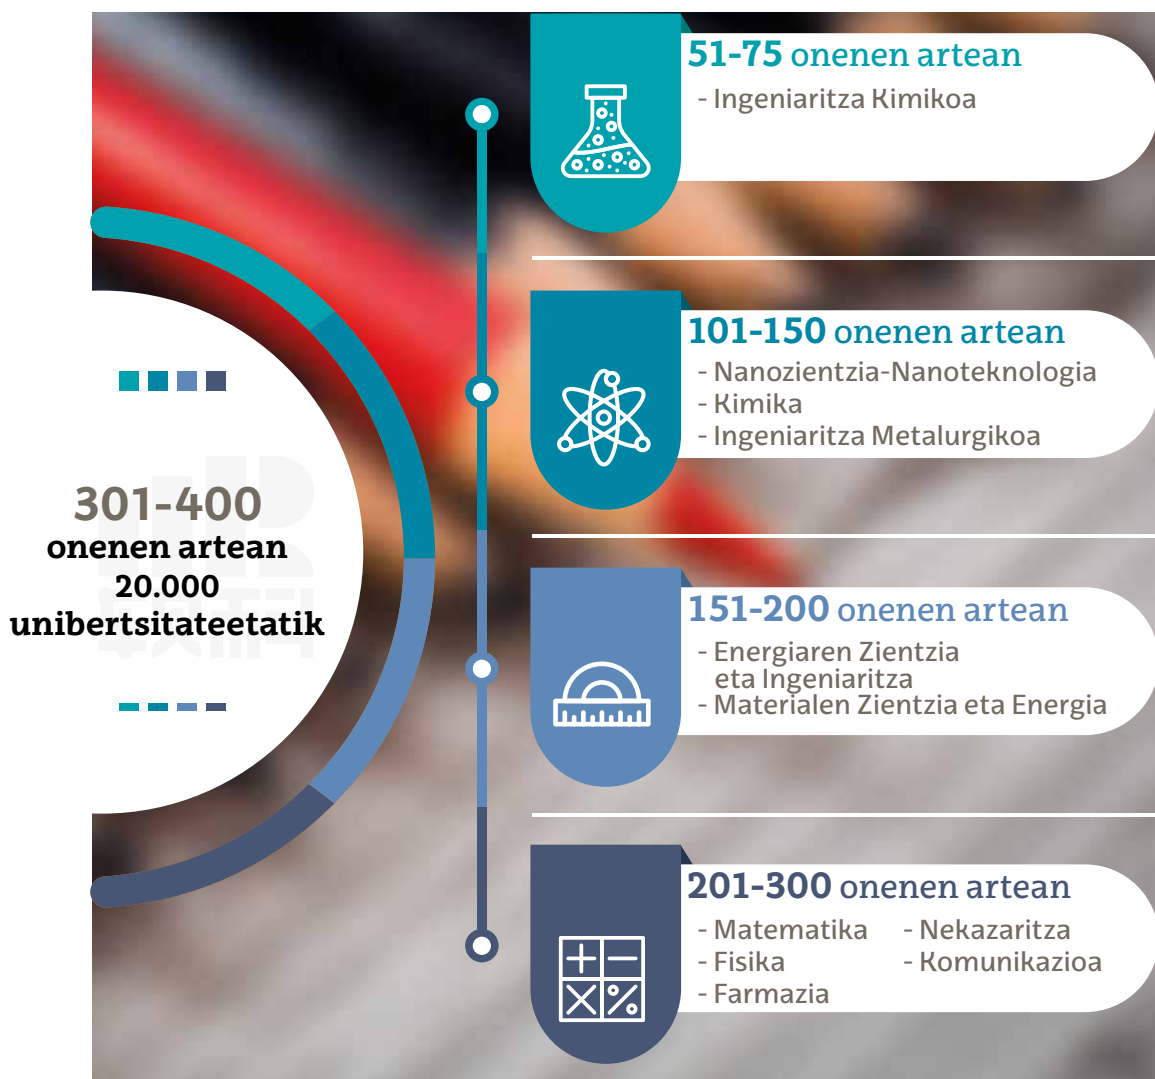 301-400
onenen artean
20.000
unibertsitateetatik
51-75 onenen artean
- Ingeniaritza Kimikoa
101-150 onenen artean
- Nanozientzia-Nanoteknologia
- Kimika
- Ingeniaritza Metalurgikoa
151-200 onenen artean
- Energiaren Zientzia
eta Ingeniaritza
- Materialen Zientzia eta Energia
201-300 onenen artean
- Matematika
- Fisika
- Farmazia
- Nekazaritza
- Komunikazioa